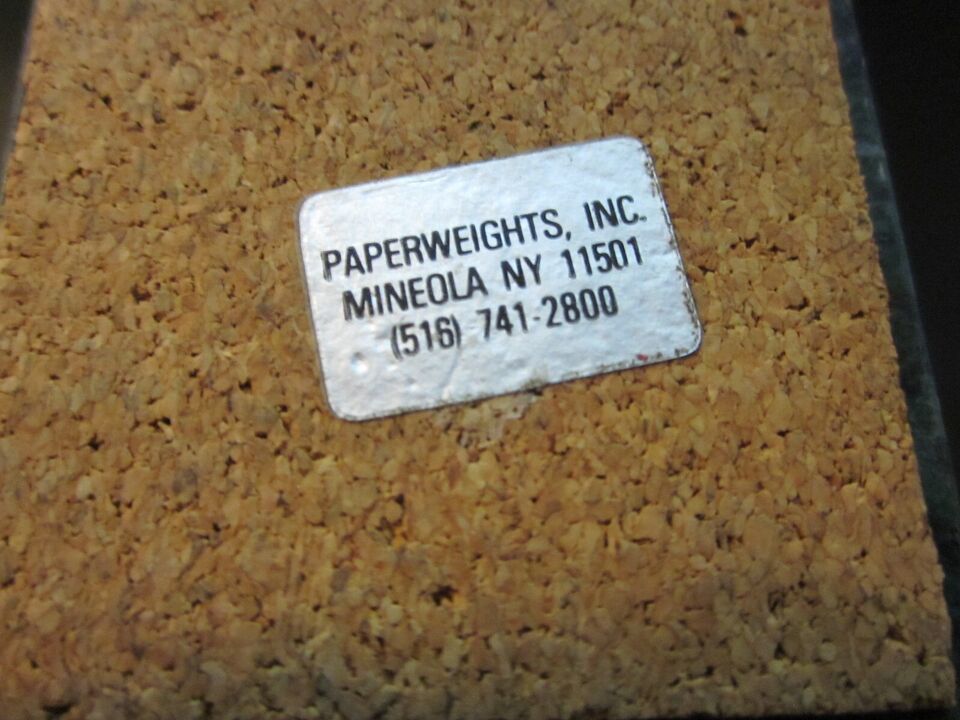 PAPERWEIGHTS, INC.
MINEOLA NY 11501
(516) 741-2800